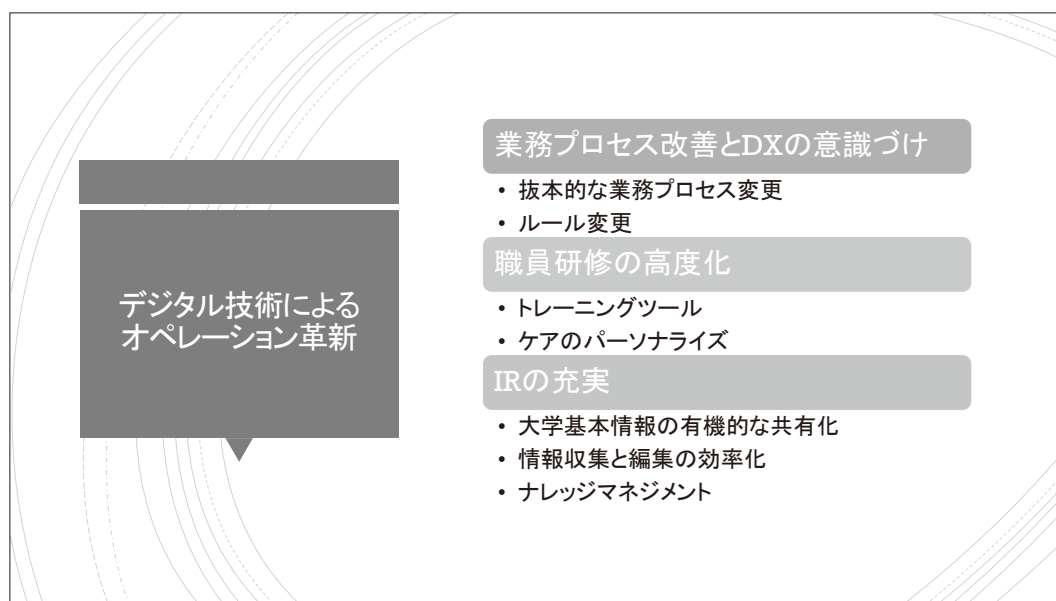 デジタル技術による
オペレーション革新
業務プロセス改善とDXの意識づけ
• 抜本的な業務プロセス変更
• ルール変更
職員研修の高度化
• トレーニングツール
• ケアのパーソナライズ
IRの充実
• 大学基本情報の有機的な共有化
• 情報収集と編集の効率化
• ナレッジマネジメント